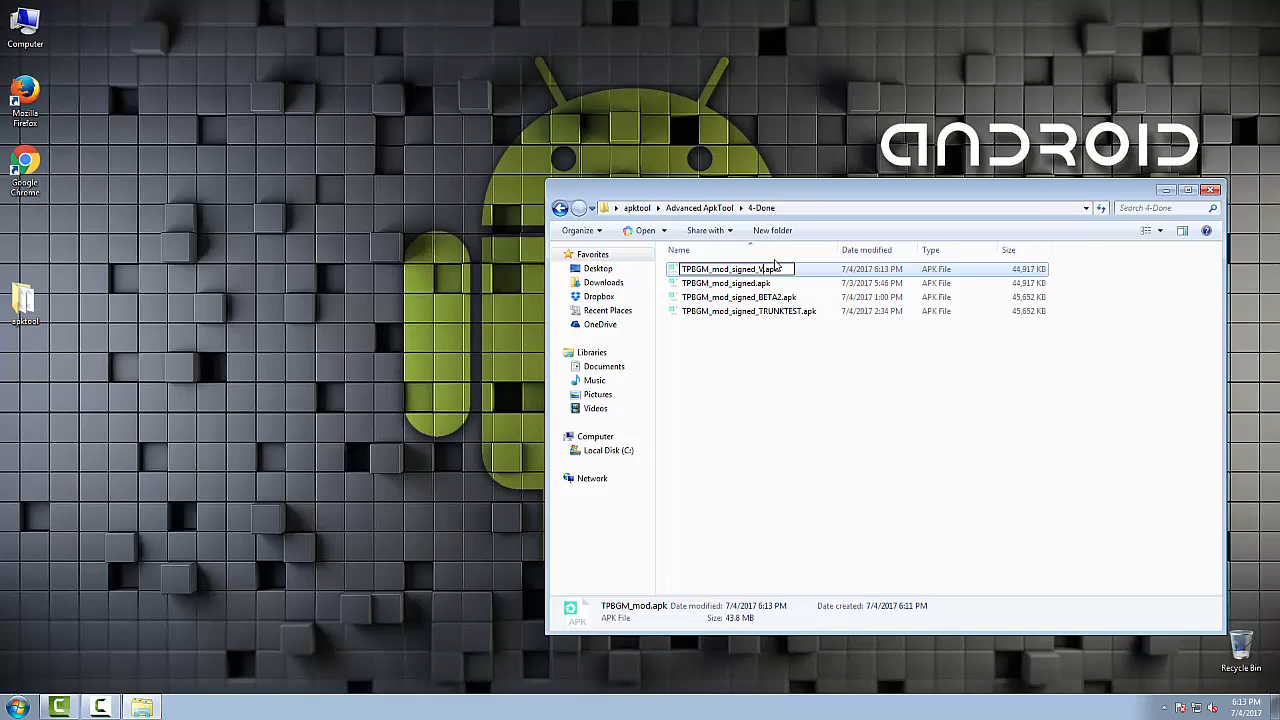 Computer
Mozilla
Firefox
Google
Chrome
apktool
ANDROID
apktool
Advanced ApkTool
4-Done
Search 4-Done
Organize
Open
Share with
New folder
Favorites
Desktop
Downloads
Dropbox
Recent Places
OneDrive
Libraries
Documents
Music
Pictures
Videos
Computer
Local Disk (C:)
Network
Name Date modified Type Size
TPBGM_mod_signed_V.apk 7/4/2017 6:13 PM APK File 44,917 KB
TPBGM_mod_signed.apk 7/3/2017 5:46 PM APK File 44,917 KB
TPBGM_mod_signed_BETA2.apk 7/4/2017 1:00 PM APK File 45,652 KB
TPBGM_mod_signed_TRUNKTEST.apk 7/4/2017 2:34 PM APK File 45,652 KB
APK
TPBGM_mod.apk Date modified: 7/4/2017 6:13 PM Date created: 7/4/2017 6:11 PM
APK File Size: 43.8 MB
Recycle Bin
6:13 PM
7/4/2017